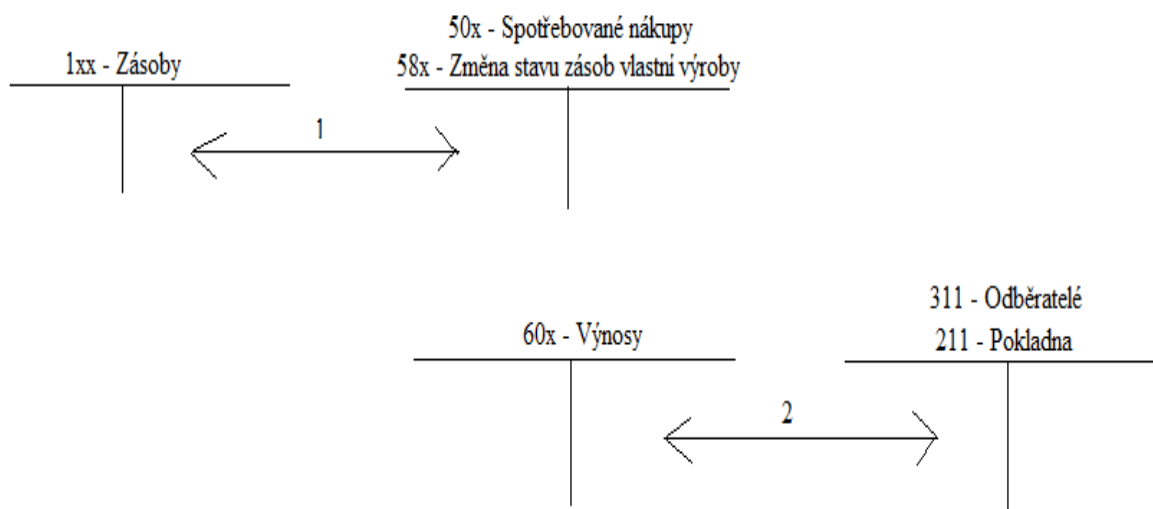 50x - Spotřebované nákupy
1xx - Zásoby
58x - Změna stavu zásob vlastní výroby
1
311 - Odběratelé
60x - Výnosy
211 - Pokladna
2